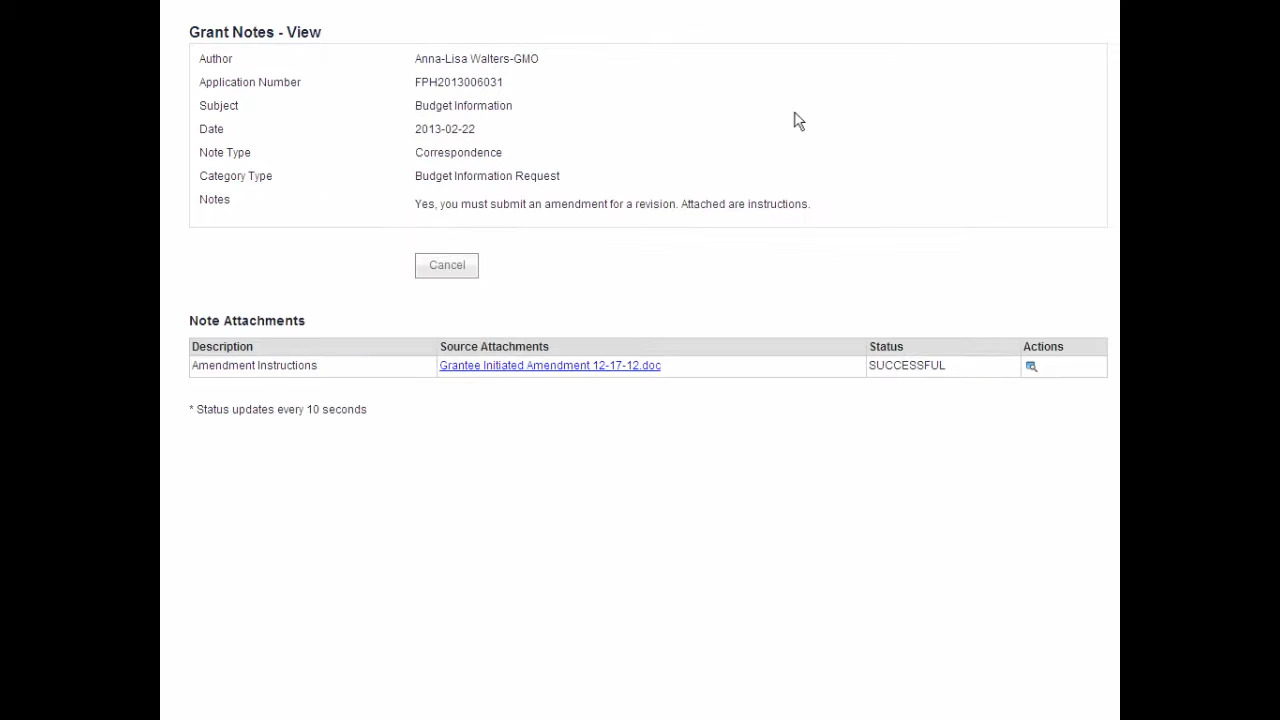 Grant Notes - View
Author Anna-Lisa Walters-GMO
Application Number FPH2013006031
Subject Budget Information
Date 2013-02-22
Note Type Correspondence
Category Type Budget Information Request
Notes Yes, you must submit an amendment for a revision. Attached are instructions.
Cancel
Note Attachments
Description Source Attachments Status Actions
Amendment Instructions Grantee Initiated Amendment 12-17-12.doc SUCCESSFUL
* Status updates every 10 seconds